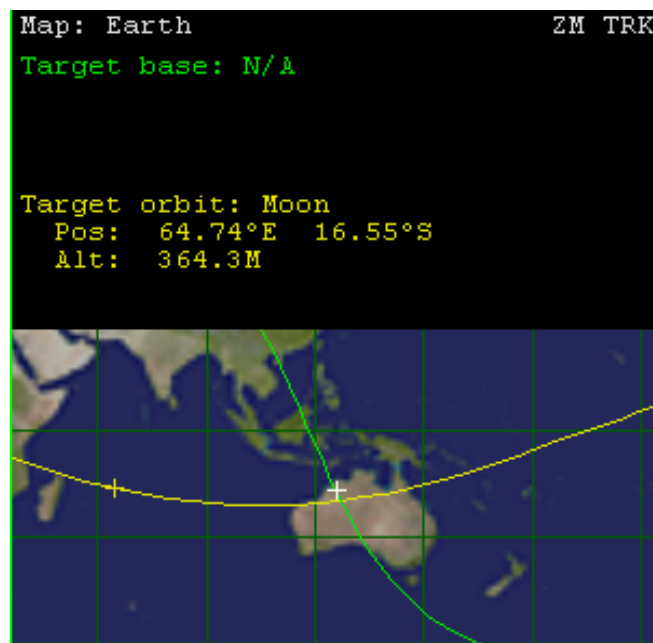 Map: Earth ZM TRK
Target base: N/A
Target orbit: Moon
Pos: 64.74°E 16.55°S
Alt: 364.3M